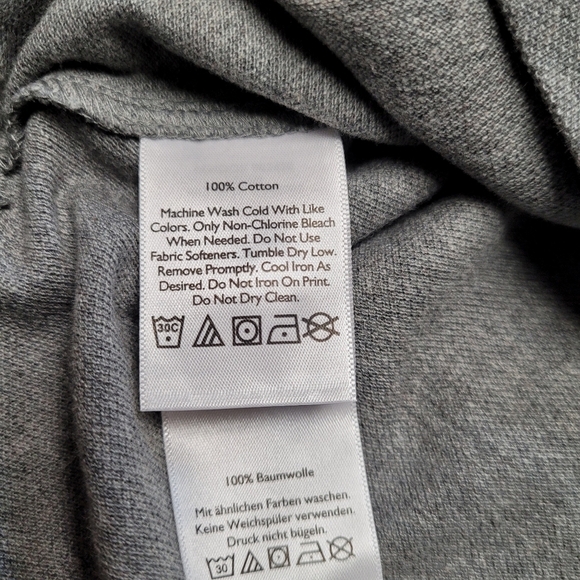 100% Cotton
Machine Wash Cold With Like
Colors. Only Non-Chlorine Bleach
When Needed. Do Not Use
Fabric Softeners. Tumble Dry Low.
Remove Promptly. Cool Iron As
Desired. Do Not Iron On Print.
Do Not Dry Clean.
30C
100% Baumwolle
Mit ähnlichen Farben waschen.
Keine Weichspüler verwenden.
Druck nicht bügeln.
30